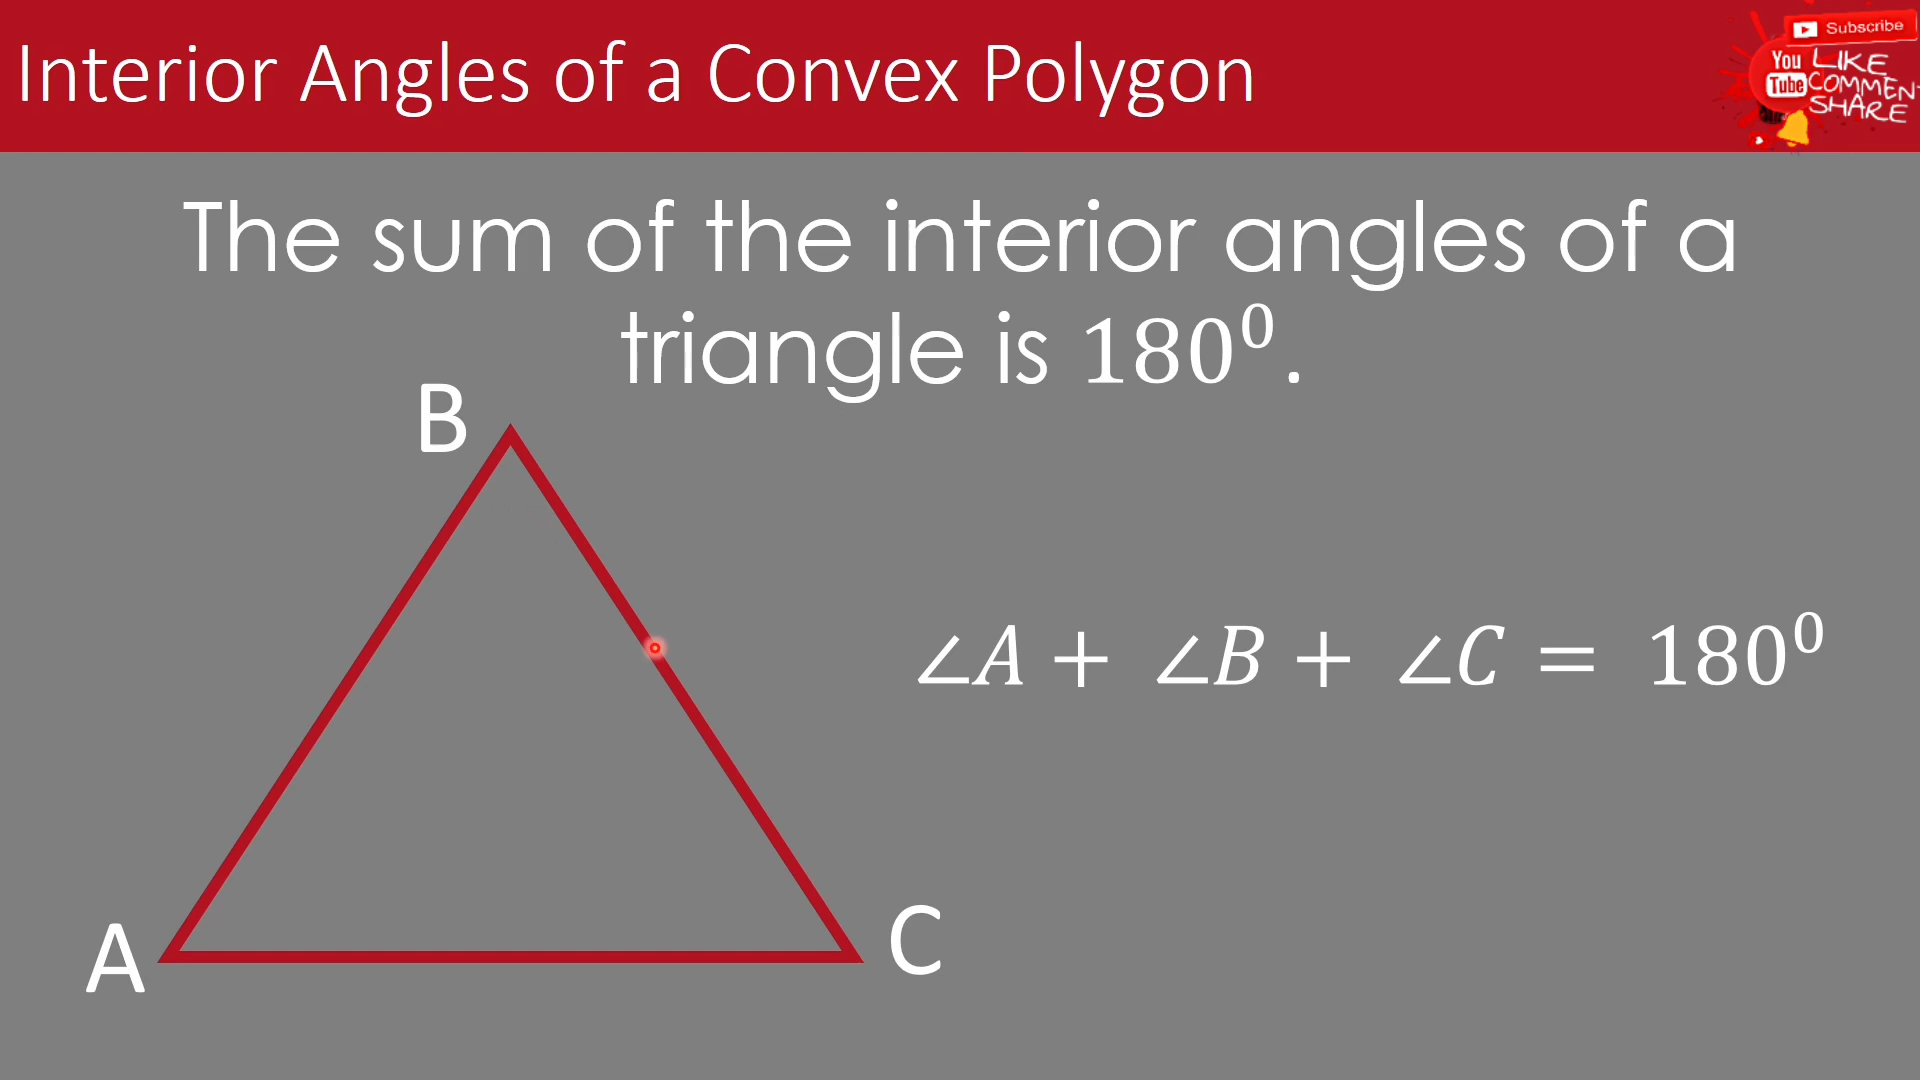 Interior Angles of a Convex Polygon
Subscribe
You LIKE
Tube COMMENT
SHARE
The sum of the interior angles of a
triangle is 180⁰.
B
∠A + ∠B + ∠C = 180⁰
A
C